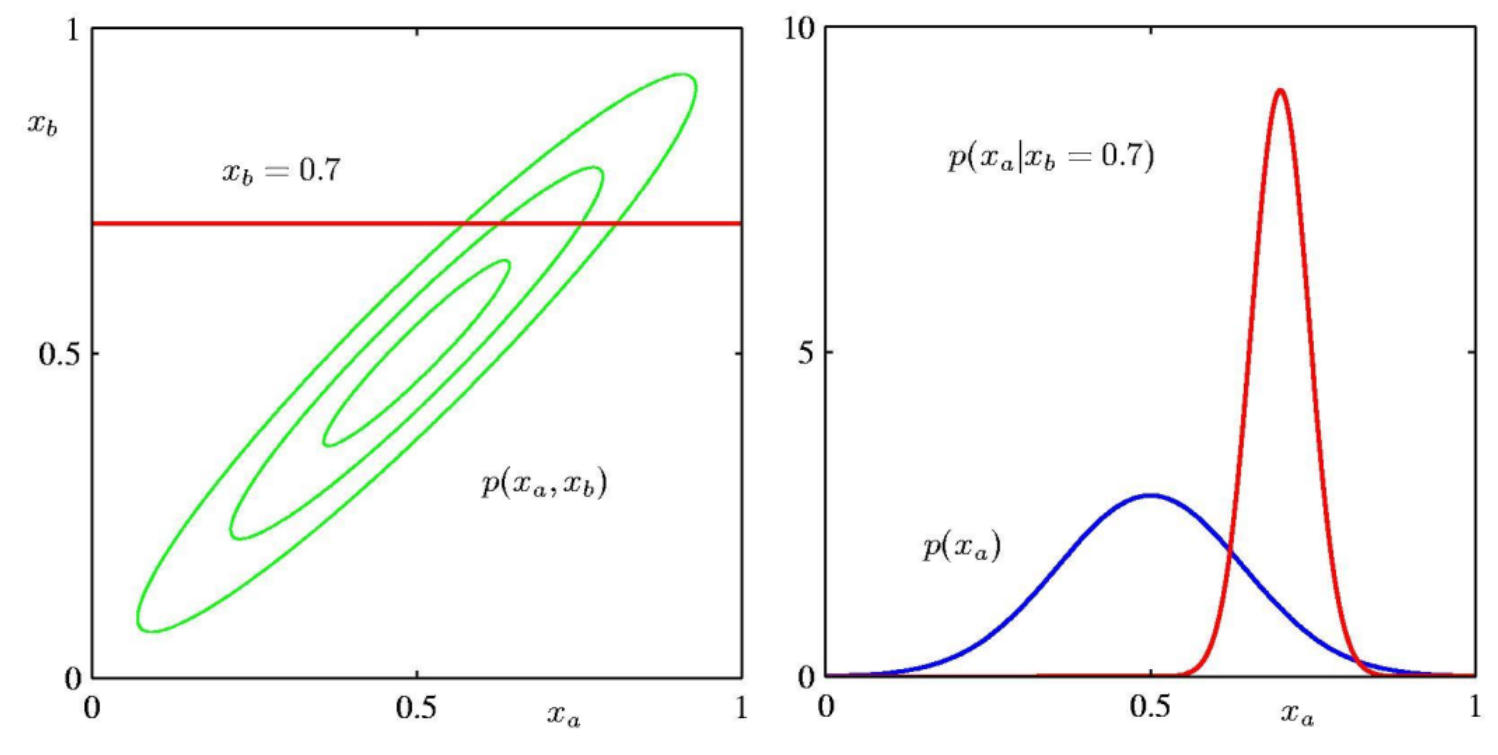 1
x_b
x_b = 0.7
0.5
p(x_a, x_b)
0
0
0.5
x_a
1
10
p(x_a|x_b = 0.7)
5
p(x_a)
0
0
0.5
x_a
1